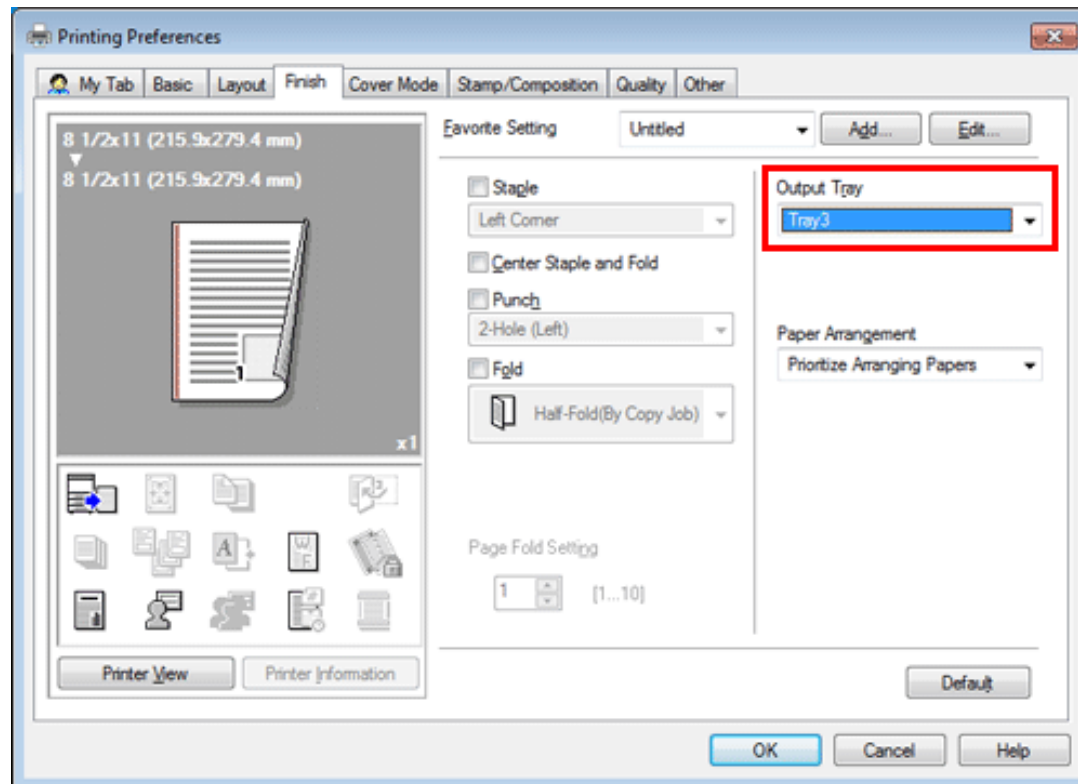 Printing Preferences
My Tab Basic Layout Finish Cover Mode Stamp/Composition Quality Other
8 1/2x11 (215.9x279.4 mm)
8 1/2x11 (215.9x279.4 mm)
1
x1
Printer View Printer Information
Favorite Setting Untitled Add... Edit...
Staple
Left Corner
Center Staple and Fold
Punch
2-Hole (Left)
Fold
Half-Fold(By Copy Job)
Page Fold Setting
1 [1...10]
Output Tray
Tray3
Paper Arrangement
Prioritize Arranging Papers
Default
OK Cancel Help